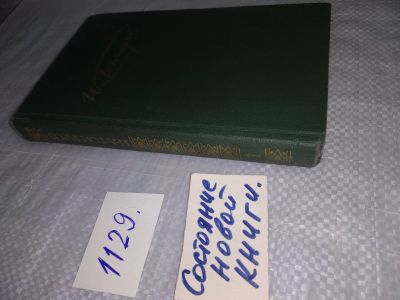 1129.
Состояние
новой
книги.